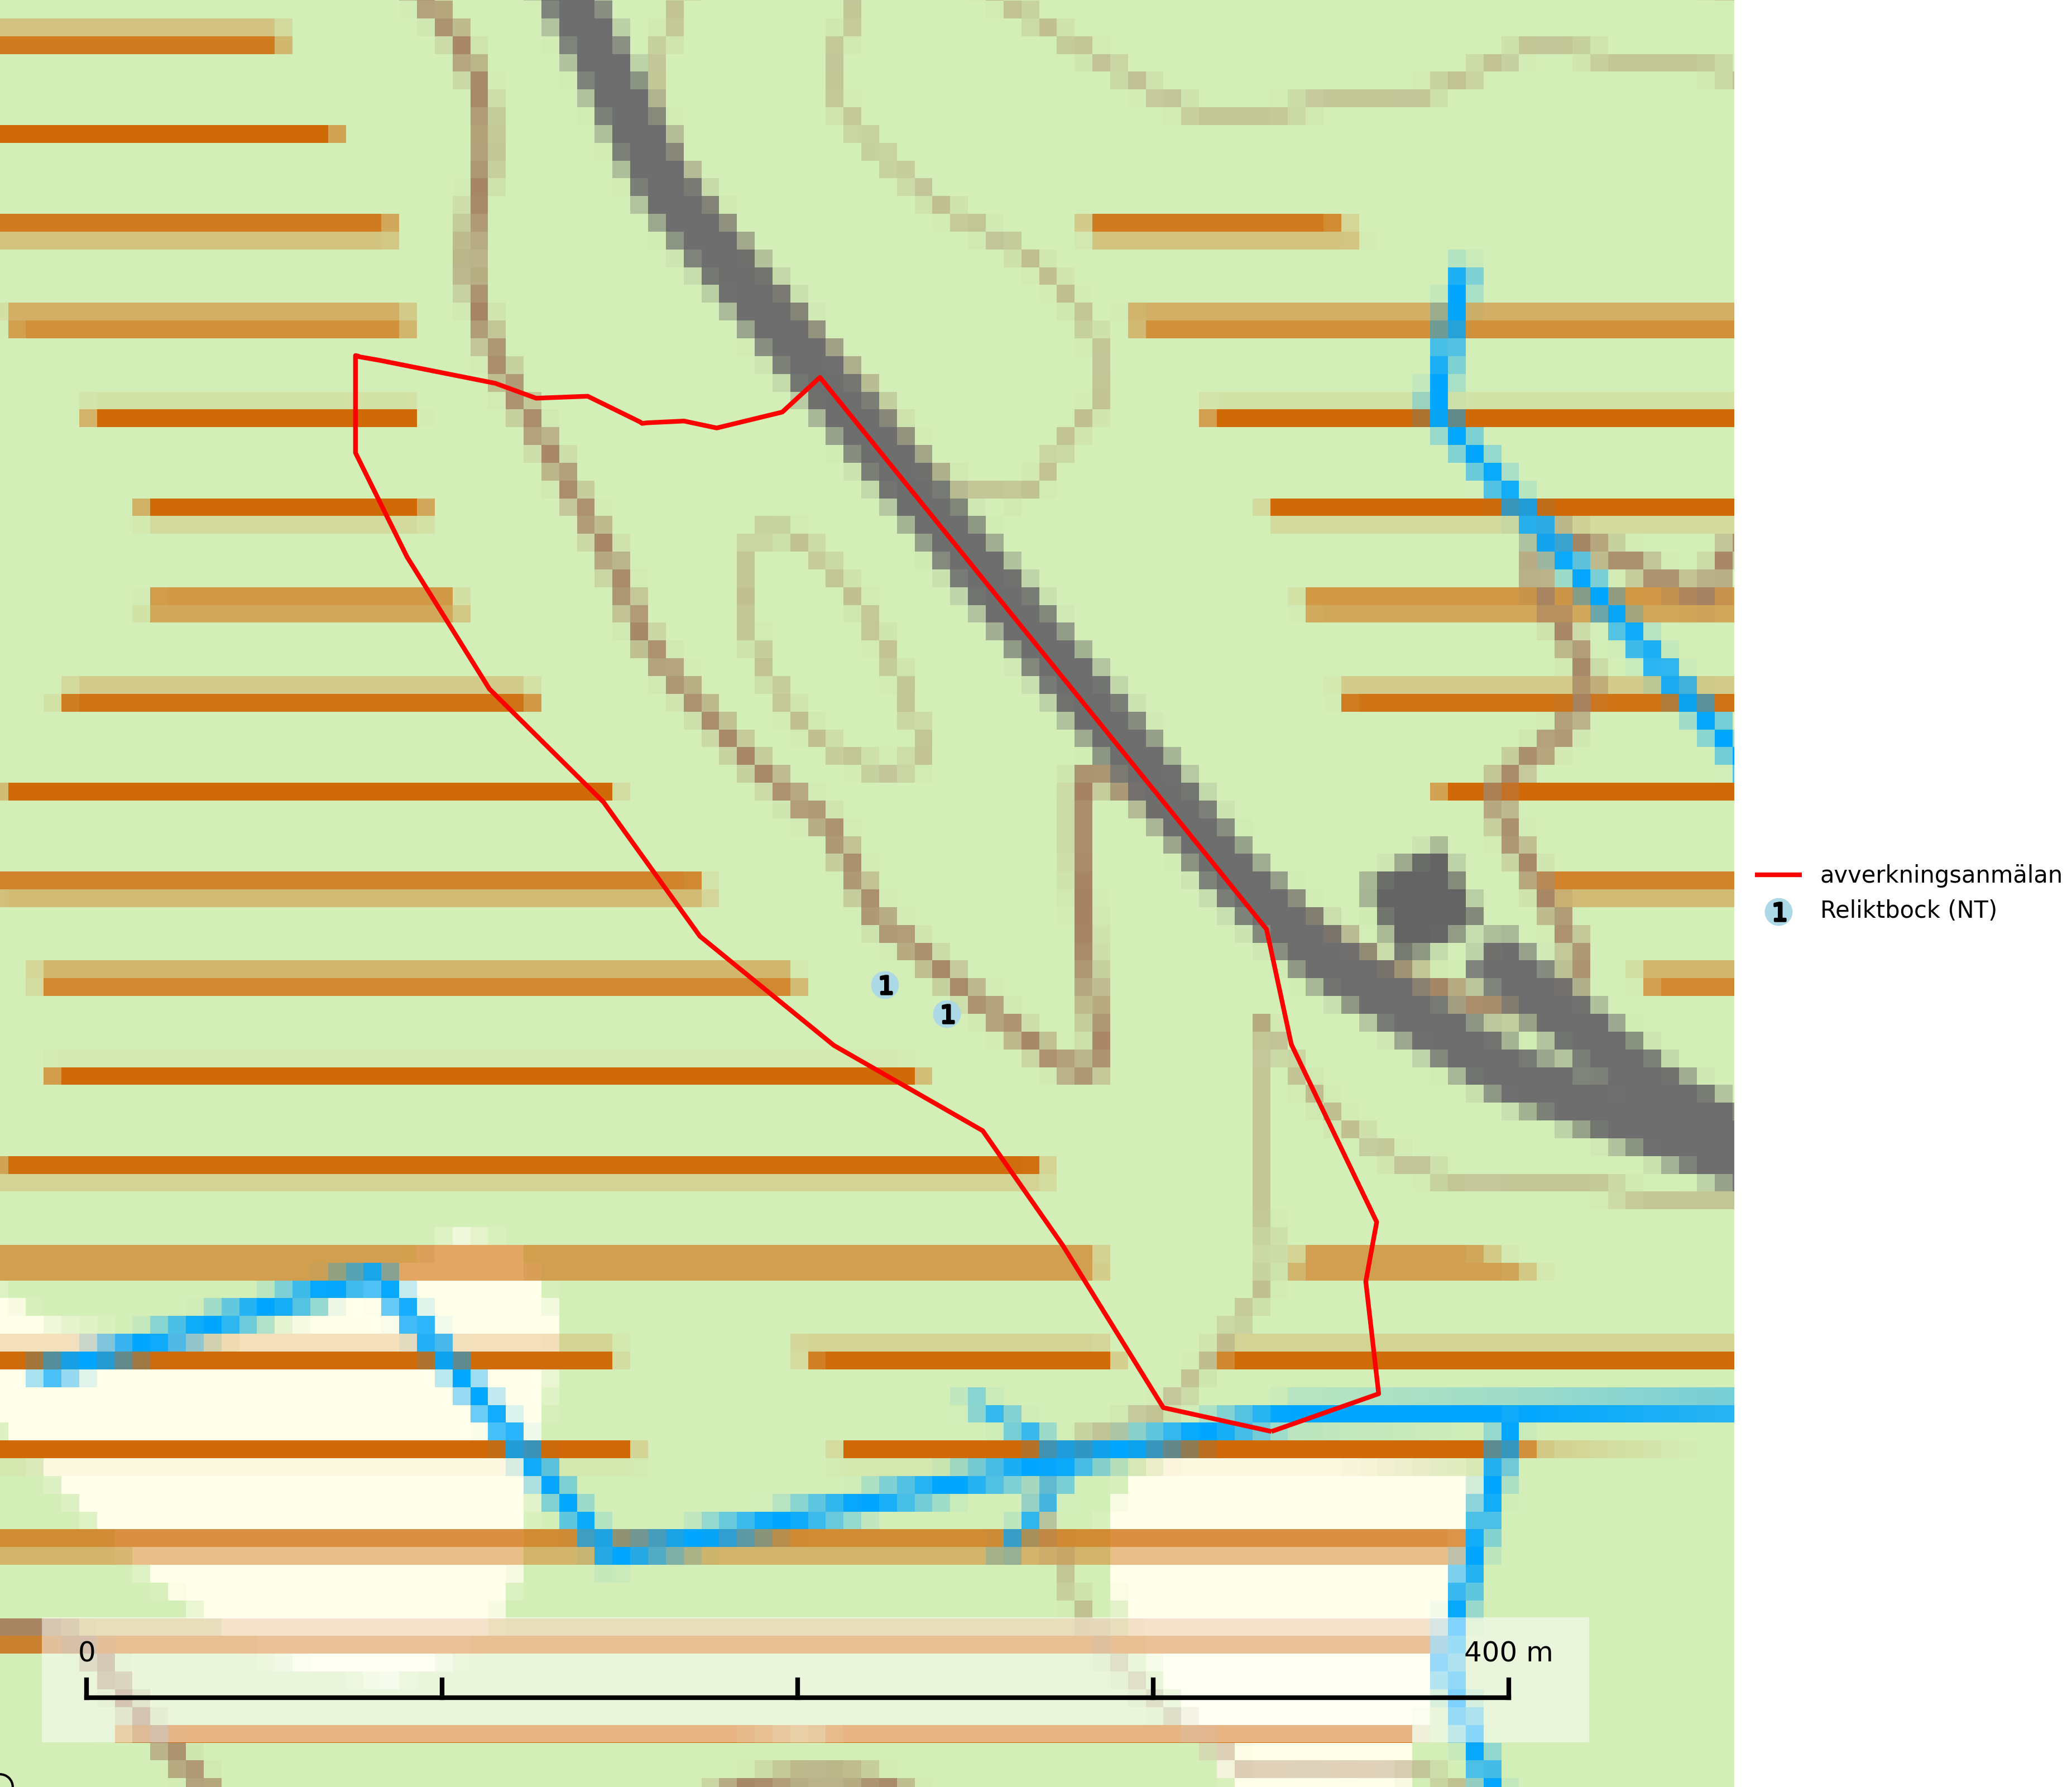 avverkningsanmälan
1 Reliktbock (NT)
1
1
0 400 m